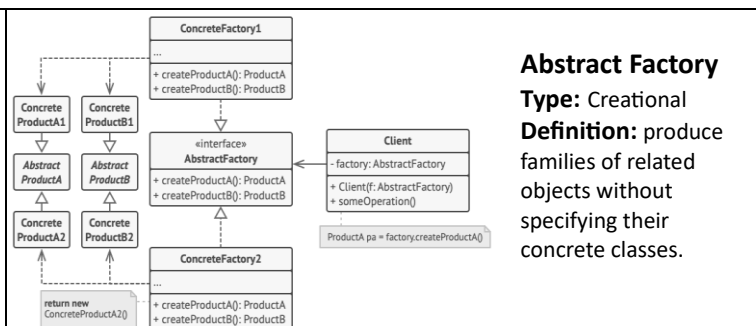 ConcreteFactory1
...
+ createProductA(): ProductA
+ createProductB(): ProductB
Concrete
ProductA1
Concrete
ProductB1
Abstract
ProductA
Abstract
ProductB
Concrete
ProductA2
Concrete
ProductB2
«interface»
AbstractFactory
+ createProductA(): ProductA
+ createProductB(): ProductB
Client
- factory: AbstractFactory
+ Client(f: AbstractFactory)
+ someOperation()
ProductA pa = factory.createProductA()
ConcreteFactory2
...
+ createProductA(): ProductA
+ createProductB(): ProductB
return new
ConcreteProductA2()
Abstract Factory
Type: Creational
Definition: produce
families of related
objects without
specifying their
concrete classes.